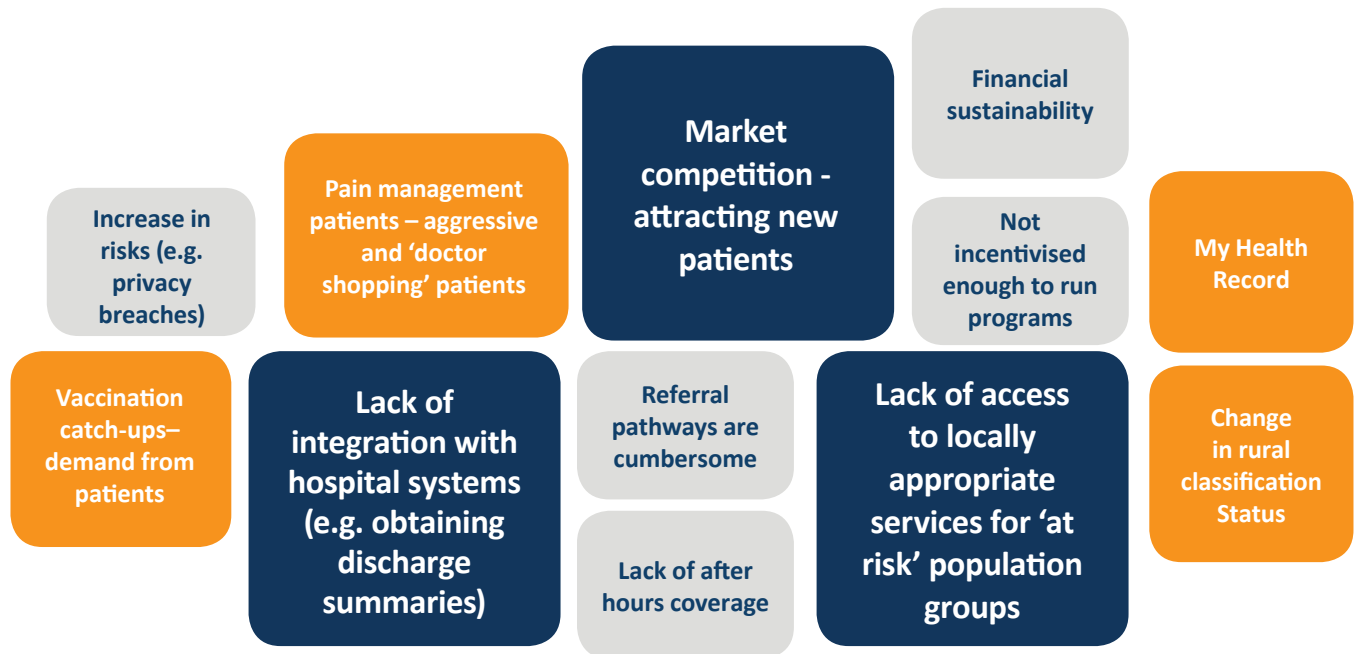 Financial
sustainability
Market
competition -
attracting new
patients
Pain management
patients – aggressive
and ‘doctor
shopping’ patients
Increase in
risks (e.g.
privacy
breaches)
Not
incentivised
enough to run
programs
My Health
Record
Vaccination
catch-ups–
demand from
patients
Lack of
integration with
hospital systems
(e.g. obtaining
discharge
summaries)
Referral
pathways are
cumbersome
Lack of after
hours coverage
Lack of access
to locally
appropriate
services for ‘at
risk’ population
groups
Change
in rural
classification
Status